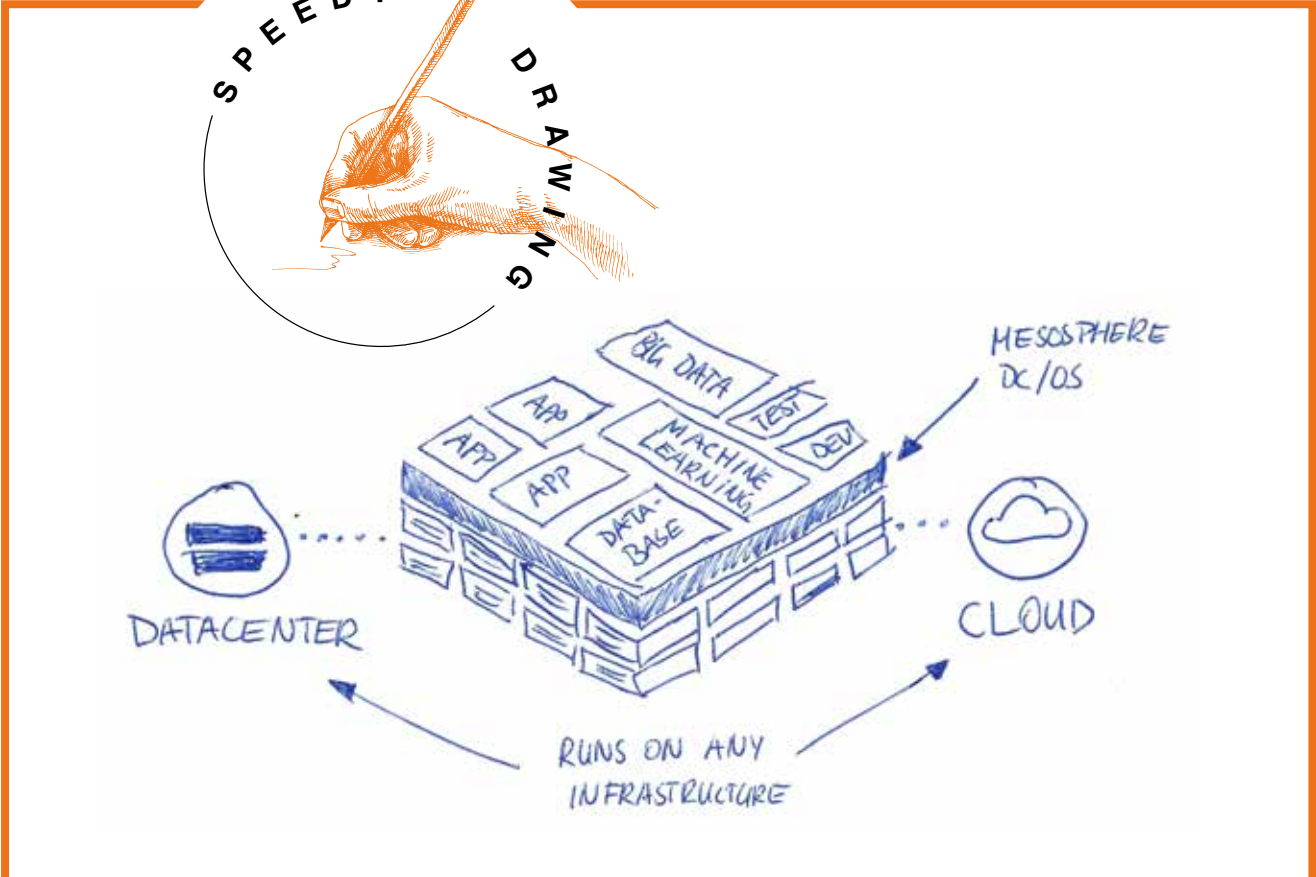 SPEEDY DRAWING
BIG DATA
TEST
DEV
APP
APP
APP
MACHINE
LEARNING
DATA-
BASE
MESOSPHERE
DC/OS
DATACENTER
CLOUD
RUNS ON ANY
INFRASTRUCTURE